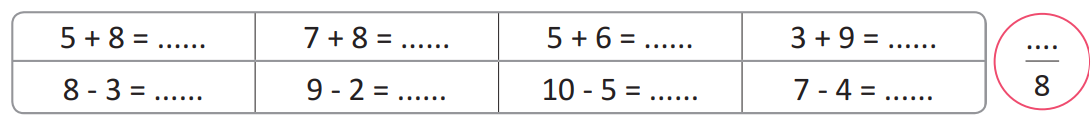 5 + 8 = ...... 7 + 8 = ...... 5 + 6 = ...... 3 + 9 = ......
8 - 3 = ...... 9 - 2 = ...... 10 - 5 = ...... 7 - 4 = ......
....
8